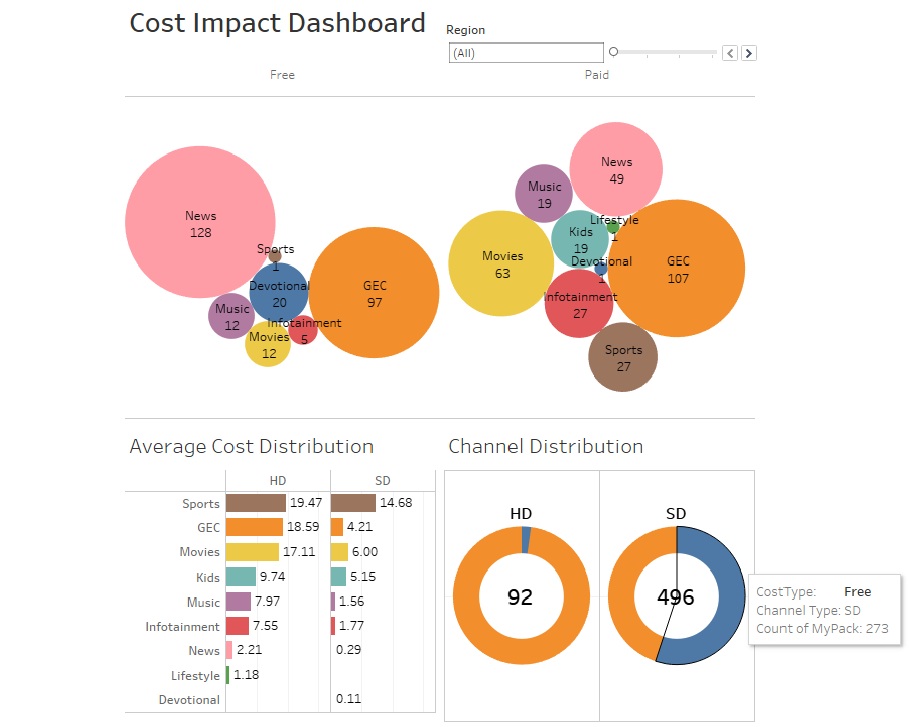 Cost Impact Dashboard
Region
(All)
Free
Paid
News
128
Sports
1
Devotional
20
GEC
97
Music
12
Infotainment
5
Movies
12
News
49
Music
19
Lifestyle
1
Kids
19
Movies
63
Devotional
1
GEC
107
Infotainment
27
Sports
27
Average Cost Distribution
HD SD
Sports 19.47 14.68
GEC 18.59 4.21
Movies 17.11 6.00
Kids 9.74 5.15
Music 7.97 1.56
Infotainment 7.55 1.77
News 2.21 0.29
Lifestyle 1.18
Devotional 0.11
Channel Distribution
HD
92
SD
496
CostType: Free
Channel Type: SD
Count of MyPack: 273